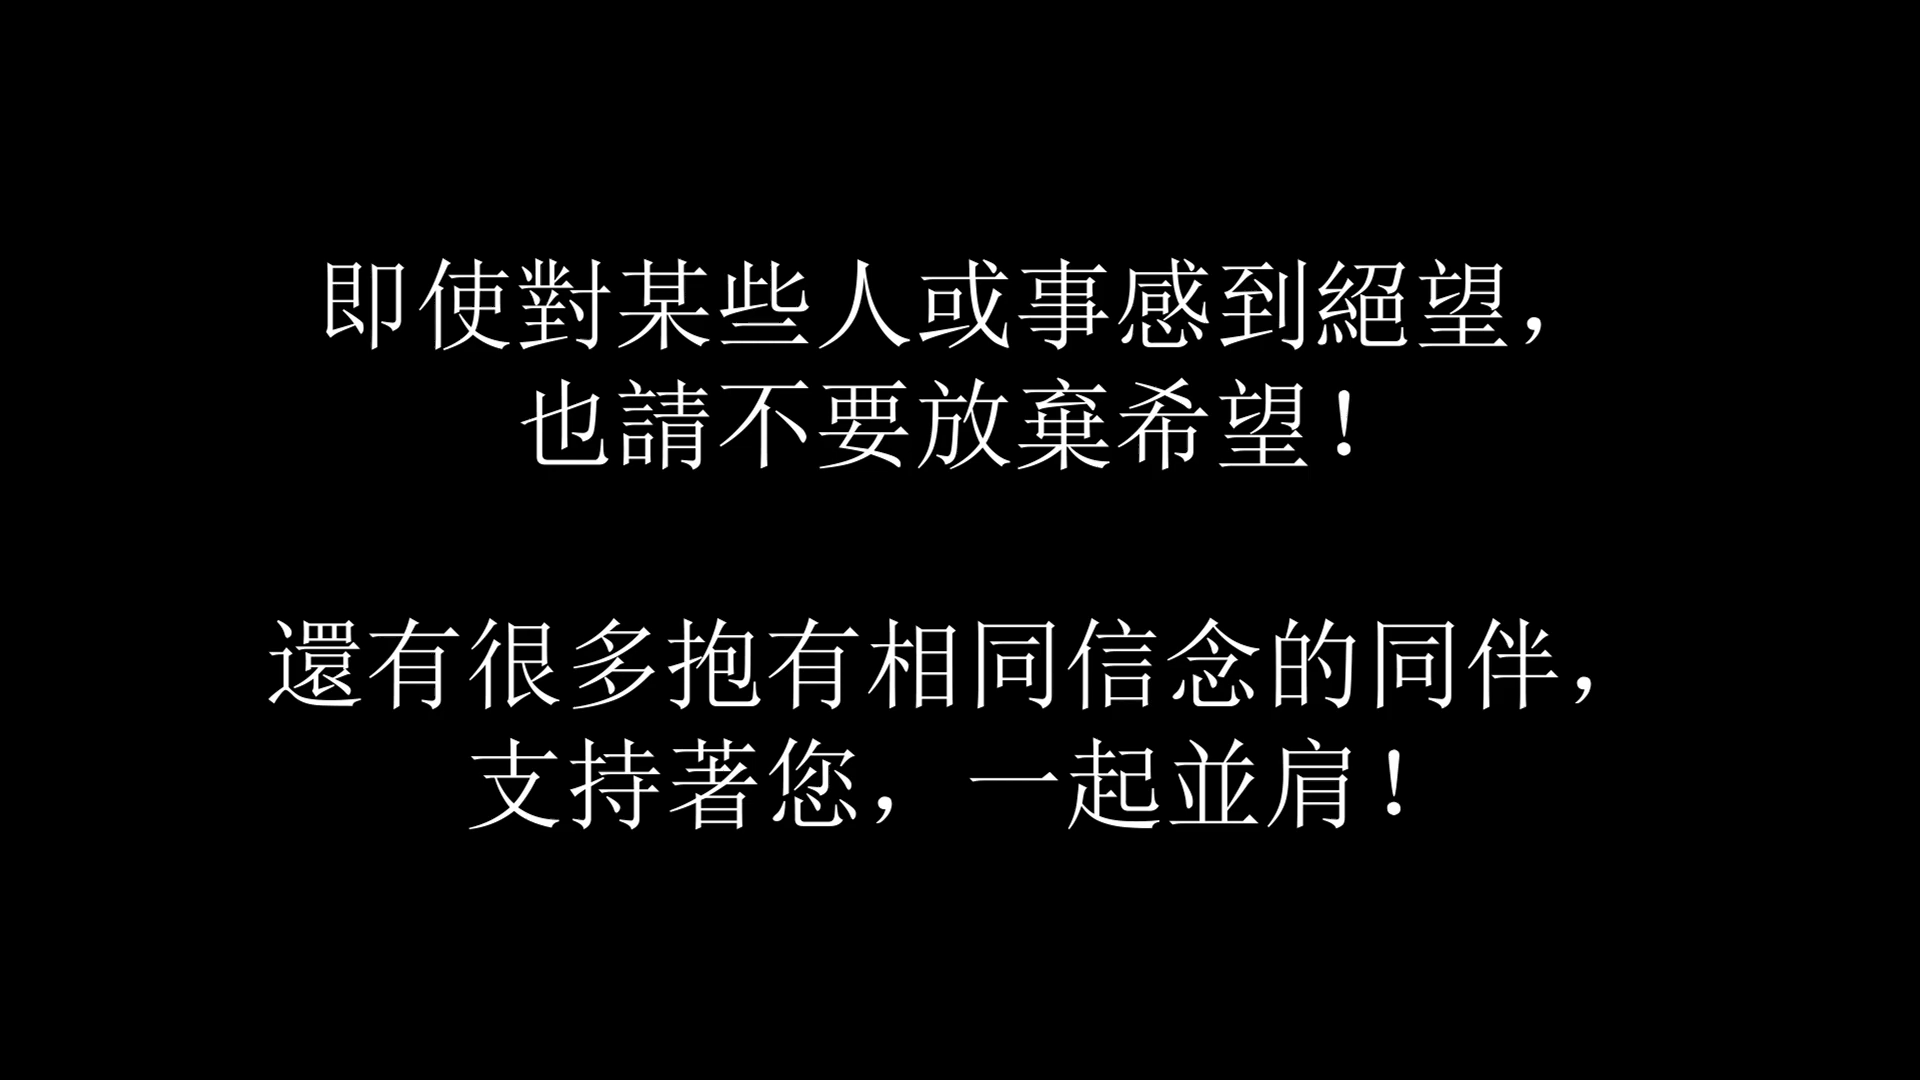 即使對某些人或事感到絕望，
也請不要放棄希望！
還有很多抱有相同信念的同伴，
支持著您，一起並肩！